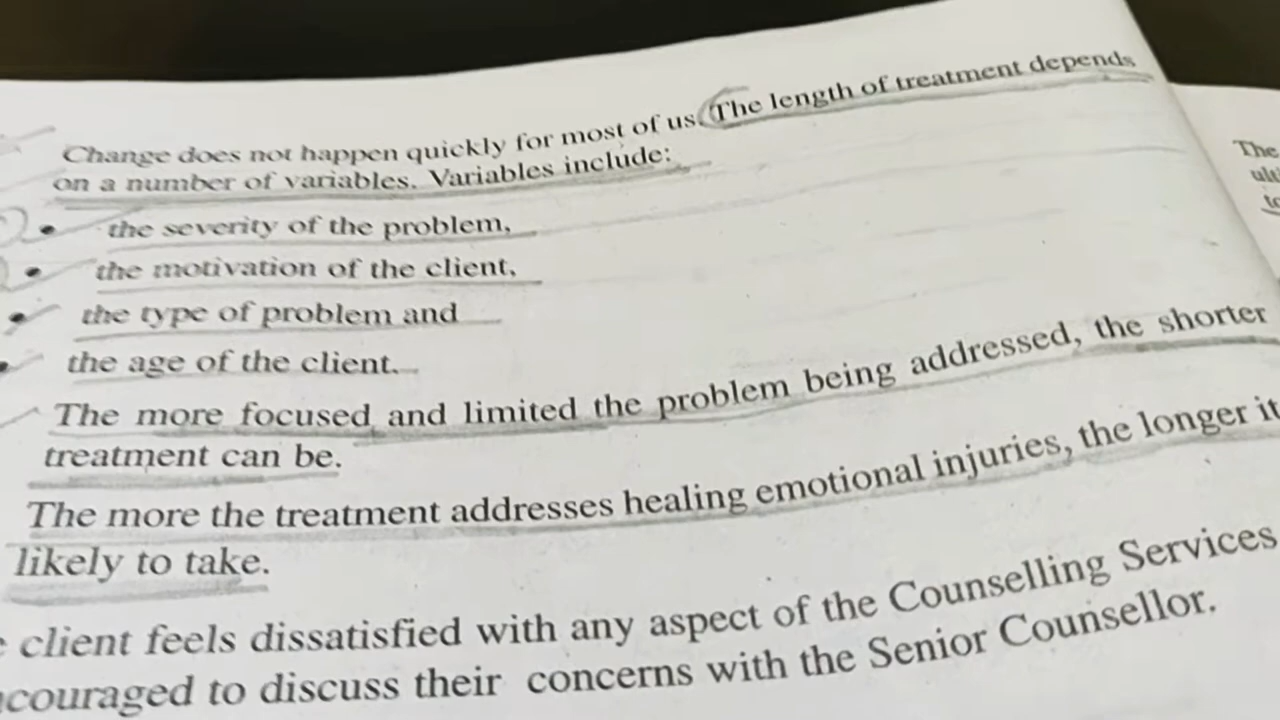 Change does not happen quickly for most of us. The length of treatment depends
on a number of variables. Variables include:
• the severity of the problem,
• the motivation of the client,
• the type of problem and
• the age of the client.
The more focused and limited the problem being addressed, the shorter
treatment can be.
The more the treatment addresses healing emotional injuries, the longer it
likely to take.
client feels dissatisfied with any aspect of the Counselling Services
couraged to discuss their concerns with the Senior Counsellor.
The